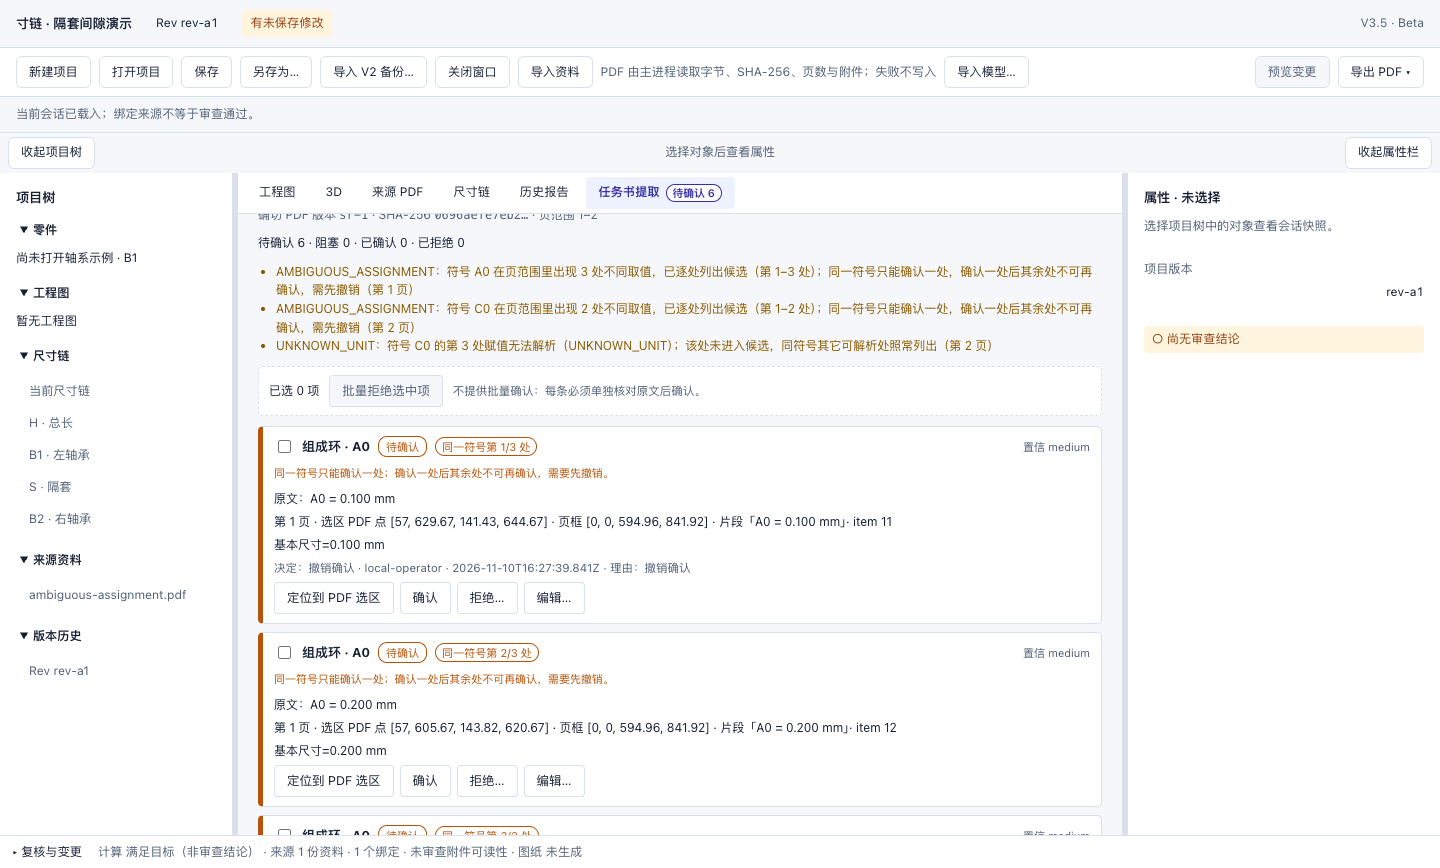 寸链 · 隔套间隙演示 Rev rev-a1 有未保存修改 V3.5 · Beta
新建项目 打开项目 保存 另存为... 导入 V2 备份... 关闭窗口 导入资料 PDF 由主进程读取字节、SHA-256、页数与附件；失败不写入 导入模型... 预览变更 导出 PDF ▾
当前会话已载入；绑定来源不等于审查通过。
收起项目树 选择对象后查看属性 收起属性栏
项目树
▼ 零件
尚未打开轴系示例 · B1
▼ 工程图
暂无工程图
▼ 尺寸链
当前尺寸链
H · 总长
B1 · 左轴承
S · 隔套
B2 · 右轴承
▼ 来源资料
ambiguous-assignment.pdf
▼ 版本历史
Rev rev-a1
工程图 3D 来源 PDF 尺寸链 历史报告 任务书提取 待确认 6
待确认 6 · 阻塞 0 · 已确认 0 · 已拒绝 0
• AMBIGUOUS_ASSIGNMENT：符号 A0 在页范围里出现 3 处不同取值，已逐处列出候选（第 1–3 处）；同一符号只能确认一处，确认一处后其余处不可再
确认，需先撤销（第 1 页）
• AMBIGUOUS_ASSIGNMENT：符号 C0 在页范围里出现 2 处不同取值，已逐处列出候选（第 1–2 处）；同一符号只能确认一处，确认一处后其余处不可再
确认，需先撤销（第 2 页）
• UNKNOWN_UNIT：符号 C0 的第 3 处赋值无法解析（UNKNOWN_UNIT）；该处未进入候选，同符号其它可解析处照常列出（第 2 页）
已选 0 项 批量拒绝选中项 不提供批量确认：每条必须单独核对原文后确认。
组成环 · A0 待确认 同一符号第 1/3 处 置信 medium
同一符号只能确认一处；确认一处后其余处不可再确认，需要先撤销。
原文：A0 = 0.100 mm
第 1 页 · 选区 PDF 点 [57, 629.67, 141.43, 644.67] · 页框 [0, 0, 594.96, 841.92] · 片段「A0 = 0.100 mm」· item 11
基本尺寸=0.100 mm
决定：撤销确认 · local-operator · 2026-11-10T16:27:39.841Z · 理由：撤销确认
定位到 PDF 选区 确认 拒绝... 编辑...
组成环 · A0 待确认 同一符号第 2/3 处 置信 medium
同一符号只能确认一处；确认一处后其余处不可再确认，需要先撤销。
原文：A0 = 0.200 mm
第 1 页 · 选区 PDF 点 [57, 605.67, 143.82, 620.67] · 页框 [0, 0, 594.96, 841.92] · 片段「A0 = 0.200 mm」· item 12
基本尺寸=0.200 mm
定位到 PDF 选区 确认 拒绝... 编辑...
组成环 · A0 待确认 同一符号第 3/3 处 置信 medium
属性 · 未选择
选择项目树中的对象查看会话快照。
项目版本
rev-a1
尚无审查结论
▸ 复核与变更 计算 满足目标（非审查结论） · 来源 1 份资料 · 1 个绑定 · 未审查附件可读性 · 图纸 未生成